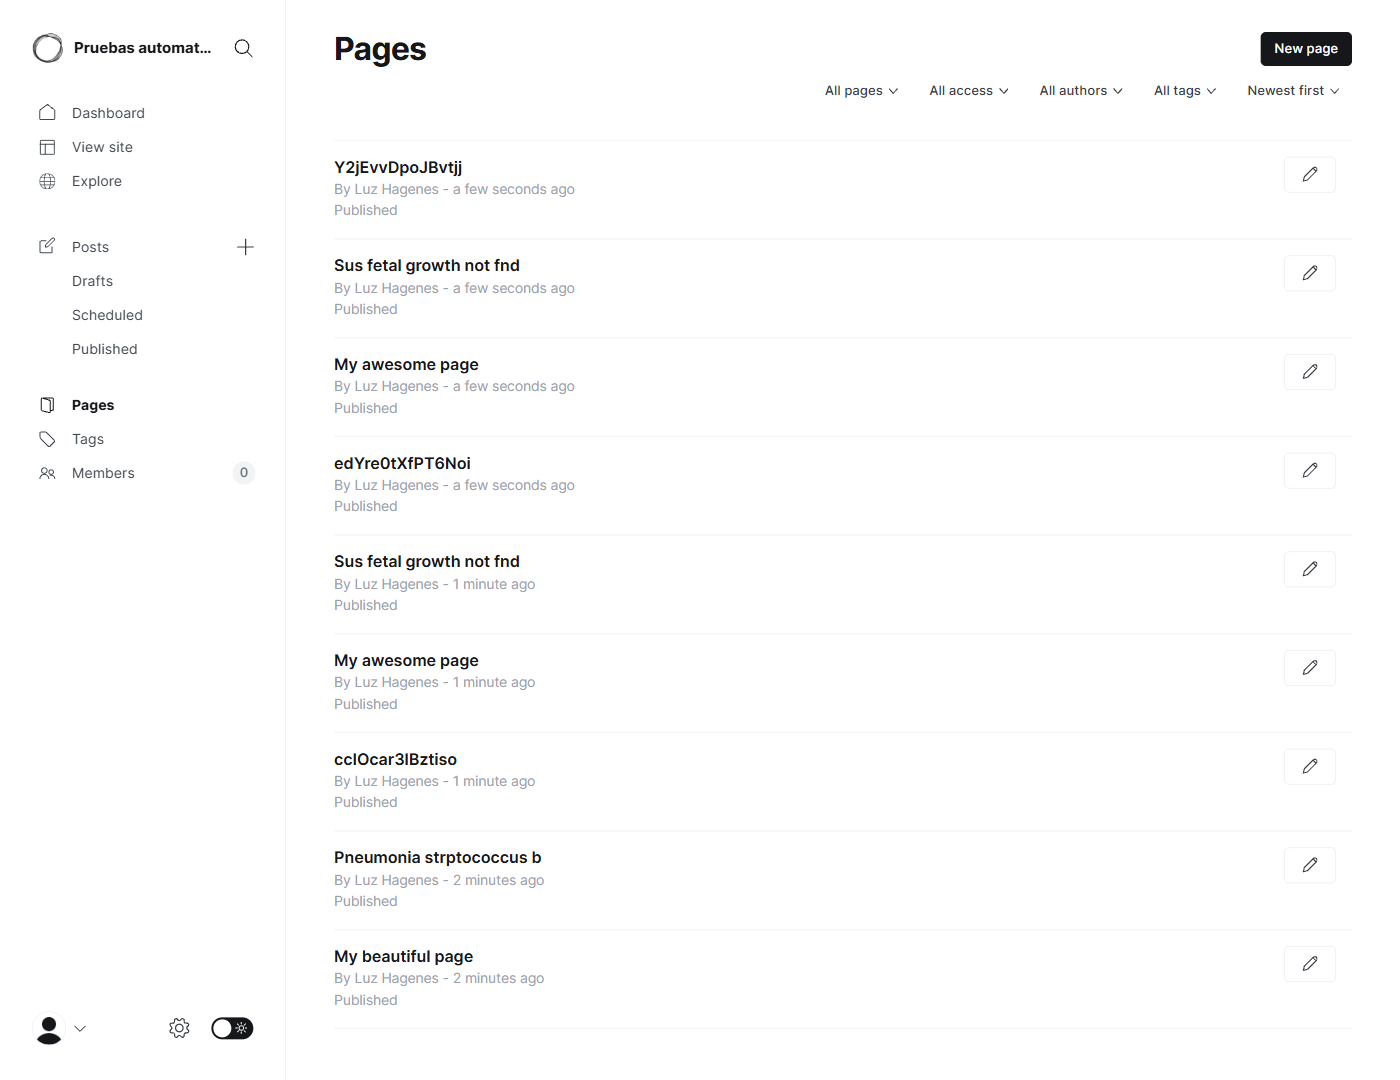 Pruebas automat...
Dashboard
View site
Explore
Posts
Drafts
Scheduled
Published
Pages
Tags
Members
0
Pages
New page
All pages
All access
All authors
All tags
Newest first
Y2jEvvDpoJBvtjj
By Luz Hagenes - a few seconds ago
Published
Sus fetal growth not fnd
By Luz Hagenes - a few seconds ago
Published
My awesome page
By Luz Hagenes - a few seconds ago
Published
edYre0tXfPT6Noi
By Luz Hagenes - a few seconds ago
Published
Sus fetal growth not fnd
By Luz Hagenes - 1 minute ago
Published
My awesome page
By Luz Hagenes - 1 minute ago
Published
cclOcar3lBztiso
By Luz Hagenes - 1 minute ago
Published
Pneumonia strptococcus b
By Luz Hagenes - 2 minutes ago
Published
My beautiful page
By Luz Hagenes - 2 minutes ago
Published